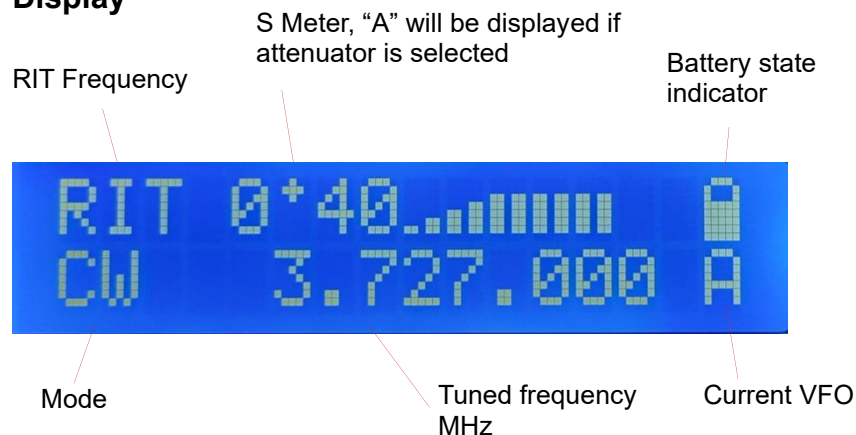 Display
S Meter, “A” will be displayed if
attenuator is selected
RIT Frequency
Battery state
indicator
RIT 0⁺40
CW 3.727.000 A
Mode
Tuned frequency
MHz
Current VFO